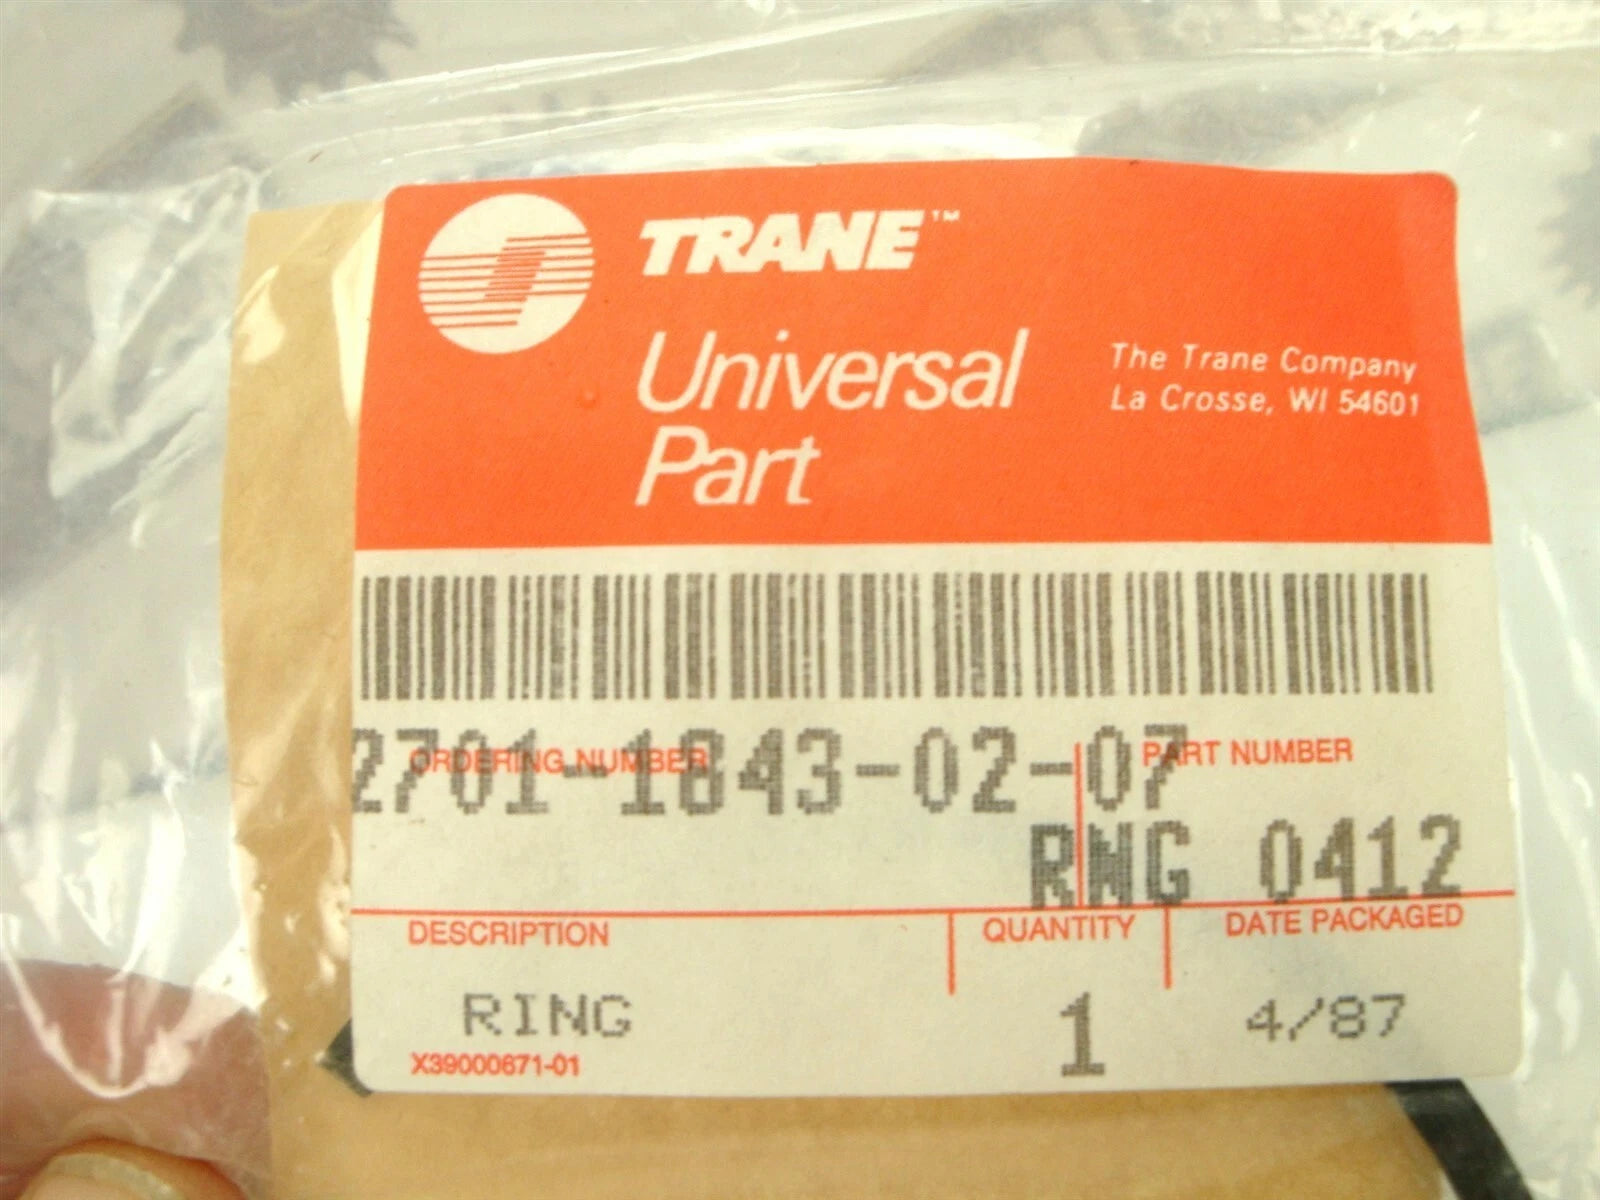 TRANE™
Universal
Part
The Trane Company
La Crosse, WI 54601
ORDERING NUMBER
PART NUMBER
2701-1843-02-07
RNG 0412
DESCRIPTION
QUANTITY
DATE PACKAGED
RING
1
4/87
X39000671-01